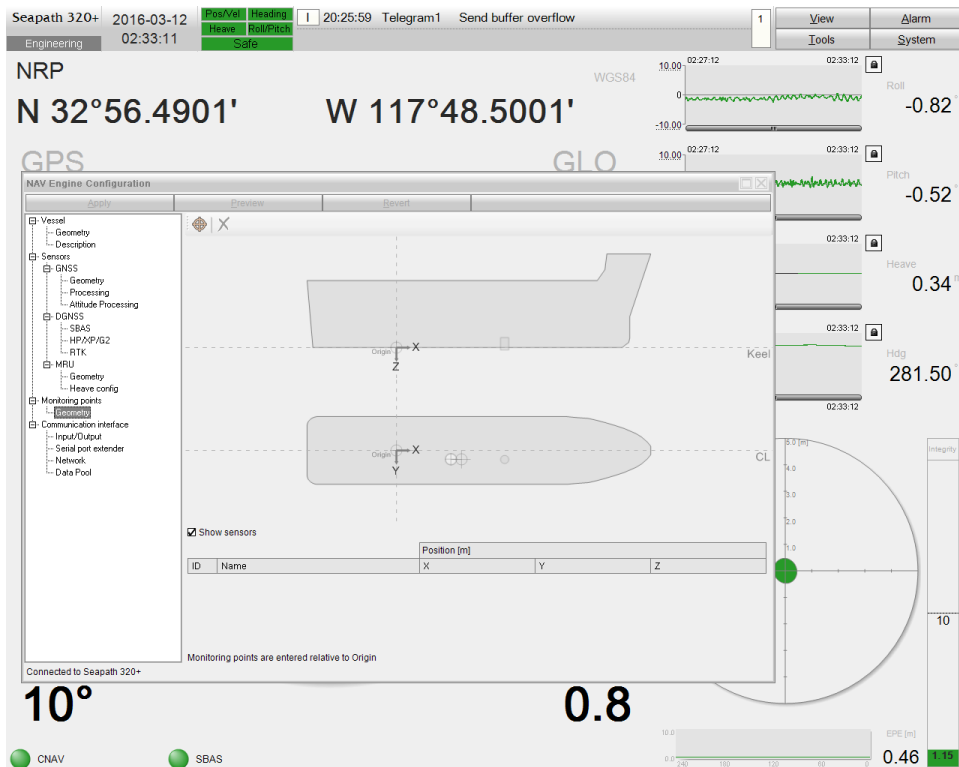 Seapath 320+
2016-03-12
Pos/Vel Heading
I 20:25:59 Telegram1 Send buffer overflow
1
View
Alarm
Engineering
02:33:11
Heave Roll/Pitch
Safe
Tools
System
NRP
WGS84
N 32°56.4901' W 117°48.5001'
10.00 02:27:12 02:33:12
0
-10.00
Roll
-0.82°
GPS
GLO
10.00 02:27:12 02:33:12
Pitch
-0.52°
NAV Engine Configuration
Apply Preview Revert
Vessel
Geometry
Description
Sensors
GNSS
Geometry
Processing
Attitude Processing
DGNSS
SBAS
HP/XP/G2
RTK
MRU
Geometry
Heave config
Monitoring points
Geometry
Communication interface
Input/Output
Serial port extender
Network
Data Pool
Origin X
Z
Keel
Origin X
Y
CL
Show sensors
Position [m]
ID Name X Y Z
Monitoring points are entered relative to Origin
Connected to Seapath 320+
02:33:12
Heave
0.34
02:33:12
Hdg
281.50°
02:33:12
5.0 [m]
4.0
3.0
2.0
1.0
Integrity
10
10°
0.8
CNAV
SBAS
10.0
0.0
240 180 120 60 0
EPE [m]
0.46
1.15